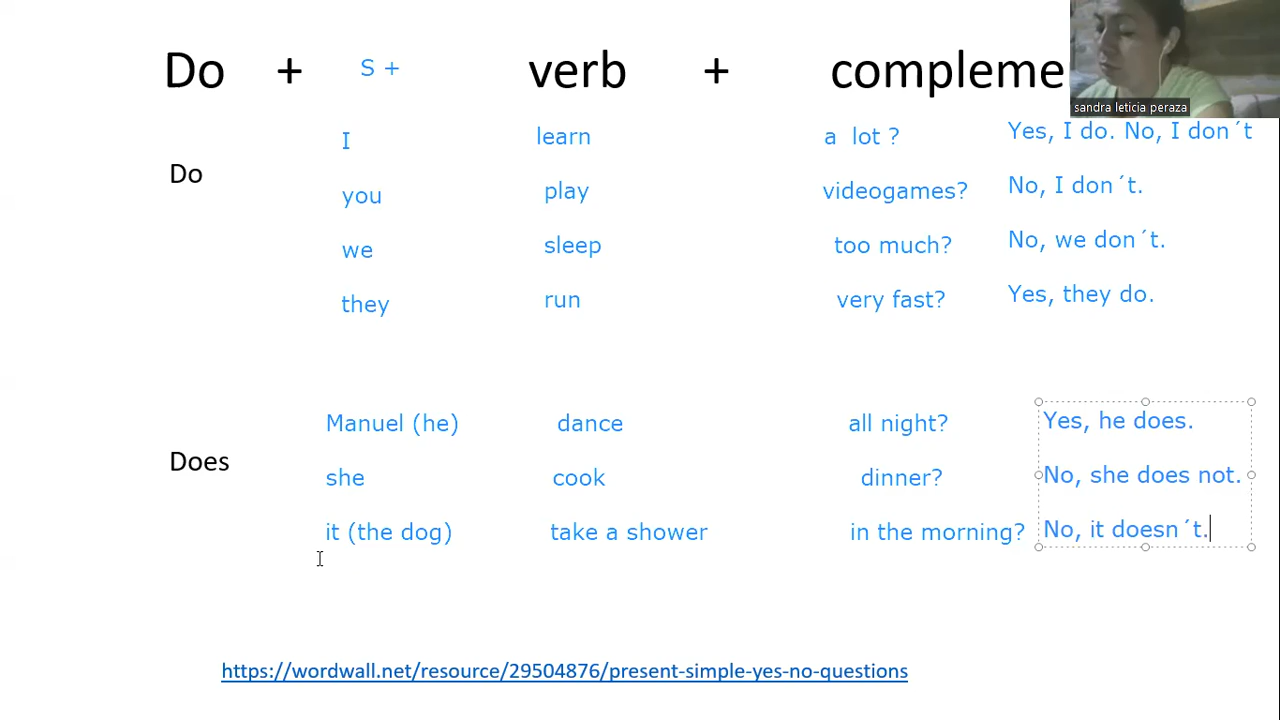 Do + S + verb + compleme
sandra leticia peraza
Do
I learn a lot ? Yes, I do. No, I don´t
you play videogames? No, I don´t.
we sleep too much? No, we don´t.
they run very fast? Yes, they do.
Does
Manuel (he) dance all night? Yes, he does.
she cook dinner? No, she does not.
it (the dog) take a shower in the morning? No, it doesn´t.
https://wordwall.net/resource/29504876/present-simple-yes-no-questions